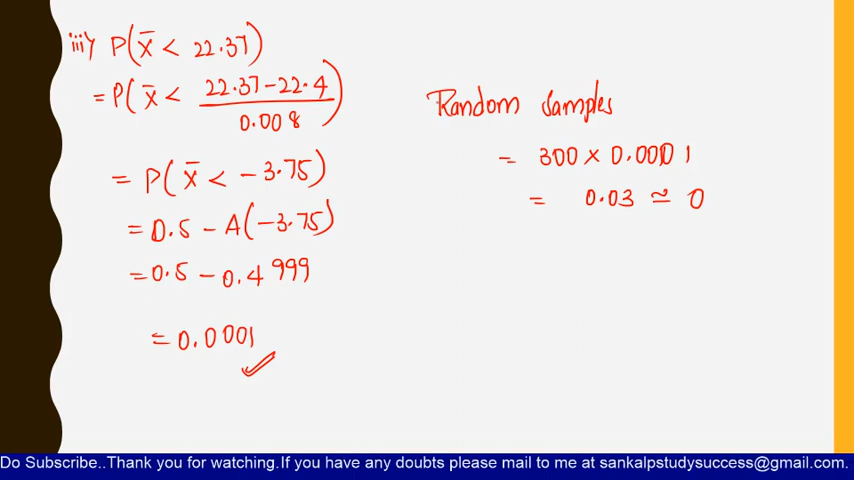 iii) P(x̄ < 22.37)
= P(x̄ < (22.37-22.4)/0.008)
= P(x̄ < -3.75)
= 0.5 - A(-3.75)
= 0.5 - 0.4999
= 0.0001
Random samples
= 300 × 0.0001
= 0.03 ≃ 0
Do Subscribe..Thank you for watching.If you have any doubts please mail to me at sankalpstudysuccess@gmail.com.